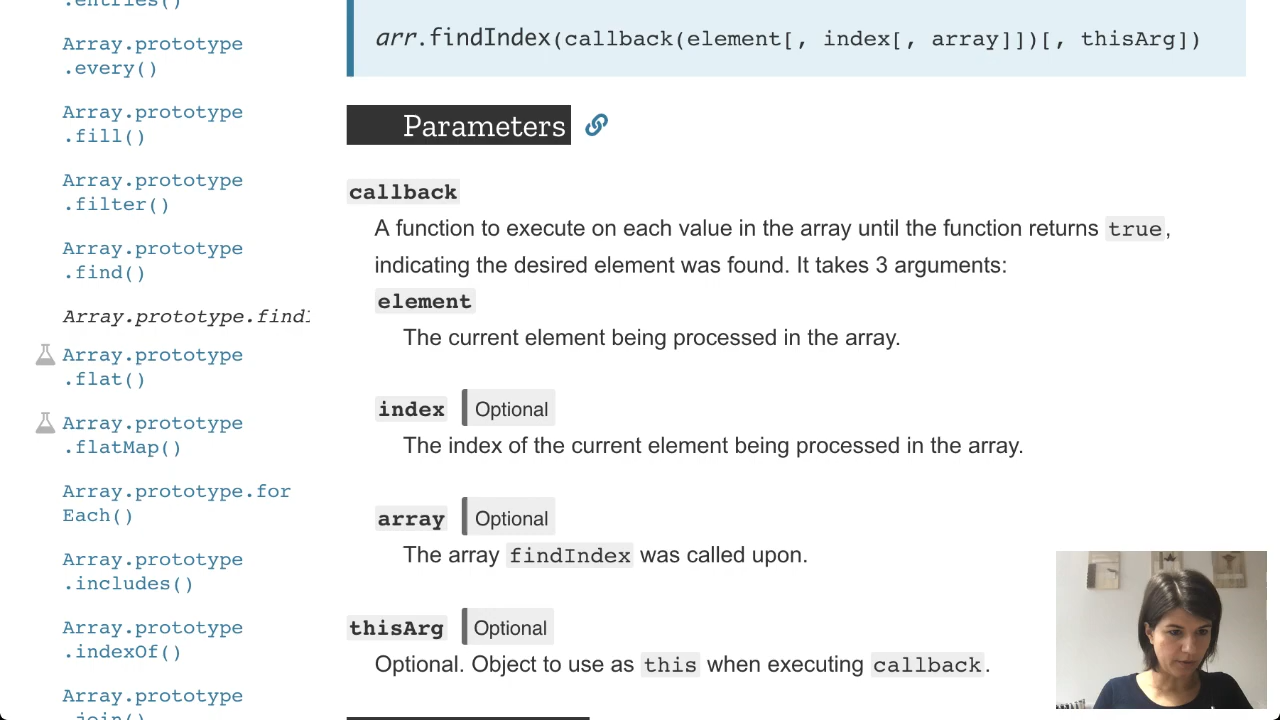 .entries()
Array.prototype
.every()
Array.prototype
.fill()
Array.prototype
.filter()
Array.prototype
.find()
Array.prototype.find
Array.prototype
.flat()
Array.prototype
.flatMap()
Array.prototype.for
Each()
Array.prototype
.includes()
Array.prototype
.indexOf()
Array.prototype
.join()
arr.findIndex(callback(element[, index[, array]])[, thisArg])
Parameters
callback
A function to execute on each value in the array until the function returns true,
indicating the desired element was found. It takes 3 arguments:
element
The current element being processed in the array.
index Optional
The index of the current element being processed in the array.
array Optional
The array findIndex was called upon.
thisArg Optional
Optional. Object to use as this when executing callback.